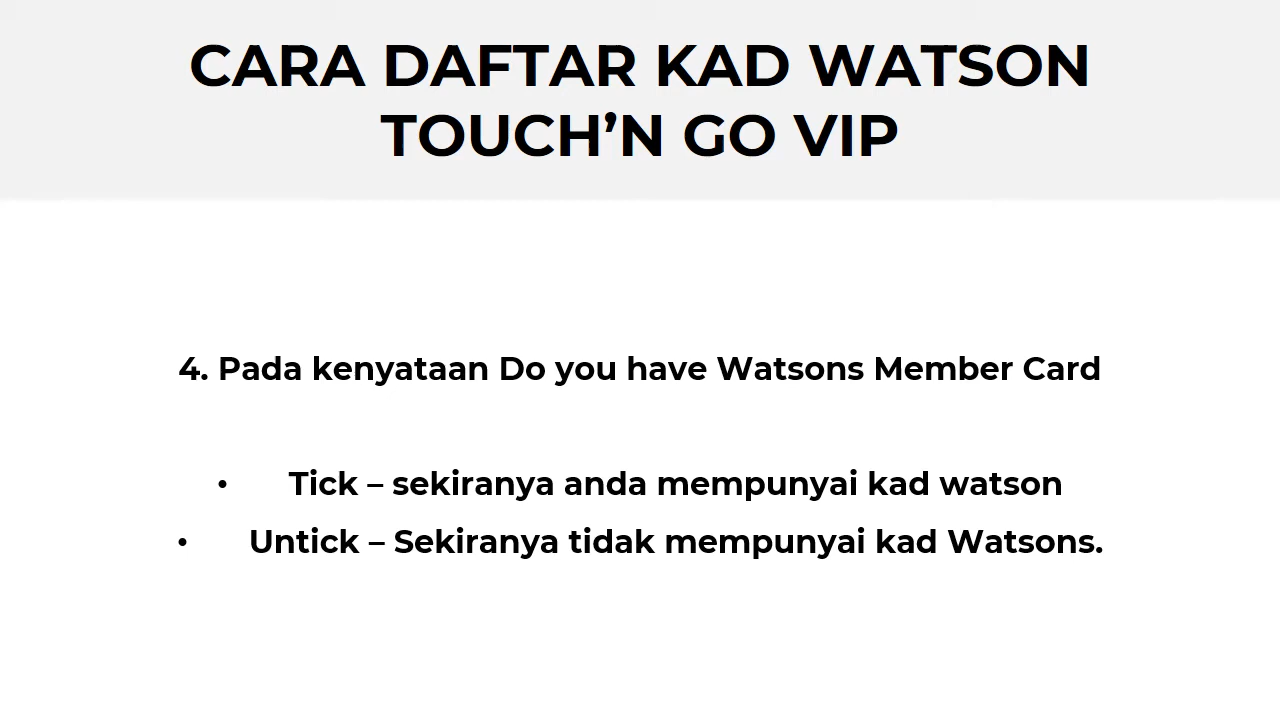 CARA DAFTAR KAD WATSON
TOUCH’N GO VIP
4. Pada kenyataan Do you have Watsons Member Card
• Tick – sekiranya anda mempunyai kad watson
• Untick – Sekiranya tidak mempunyai kad Watsons.